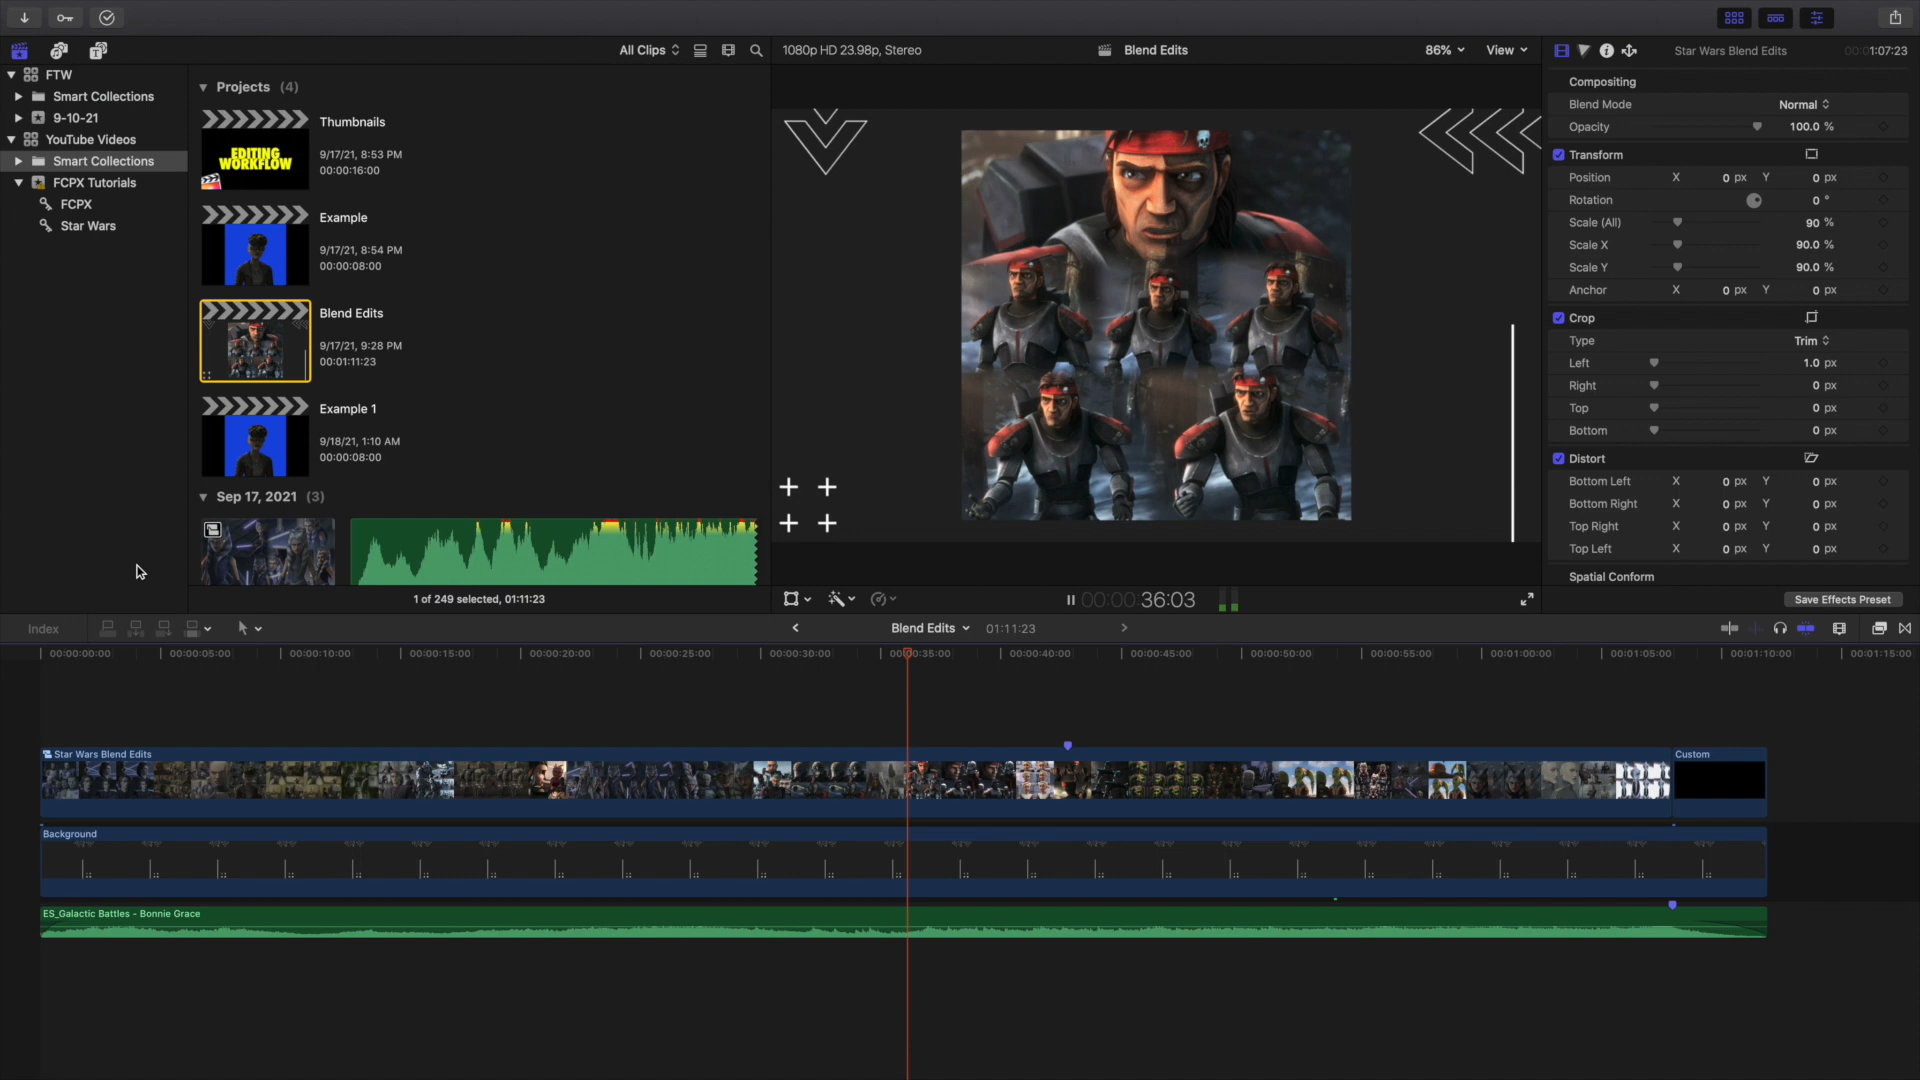 All Clips
1080p HD 23.98p, Stereo
Blend Edits
86%
View
Star Wars Blend Edits
00:01:07:23
FTW
Smart Collections
9-10-21
YouTube Videos
Smart Collections
FCPX Tutorials
FCPX
Star Wars
Projects (4)
Thumbnails
9/17/21, 8:53 PM
00:00:16:00
EDITING
WORKFLOW
Example
9/17/21, 8:54 PM
00:00:08:00
Blend Edits
9/17/21, 9:28 PM
00:01:11:23
Example 1
9/18/21, 1:10 AM
00:00:08:00
Sep 17, 2021 (3)
1 of 249 selected, 01:11:23
00:00:36:03
Compositing
Blend Mode Normal
Opacity 100.0 %
Transform
Position X 0 px Y 0 px
Rotation 0 °
Scale (All) 90 %
Scale X 90.0 %
Scale Y 90.0 %
Anchor X 0 px Y 0 px
Crop
Type Trim
Left 1.0 px
Right 0 px
Top 0 px
Bottom 0 px
Distort
Bottom Left X 0 px Y 0 px
Bottom Right X 0 px Y 0 px
Top Right X 0 px Y 0 px
Top Left X 0 px Y 0 px
Spatial Conform
Save Effects Preset
Index
Blend Edits 01:11:23
00:00:00:00 00:00:05:00 00:00:10:00 00:00:15:00 00:00:20:00 00:00:25:00 00:00:30:00 00:00:35:00 00:00:40:00 00:00:45:00 00:00:50:00 00:00:55:00 00:01:00:00 00:01:05:00 00:01:10:00 00:01:15:00
Star Wars Blend Edits
Custom
Background
ES_Galactic Battles - Bonnie Grace